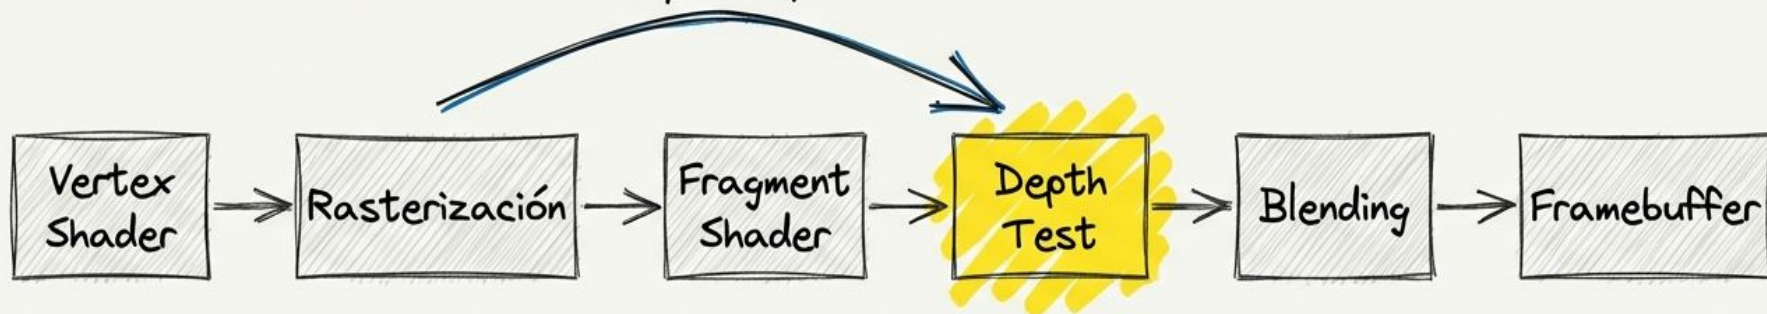 Vertex
Shader
Rasterización
Fragment
Shader
Depth
Test
Blending
Framebuffer